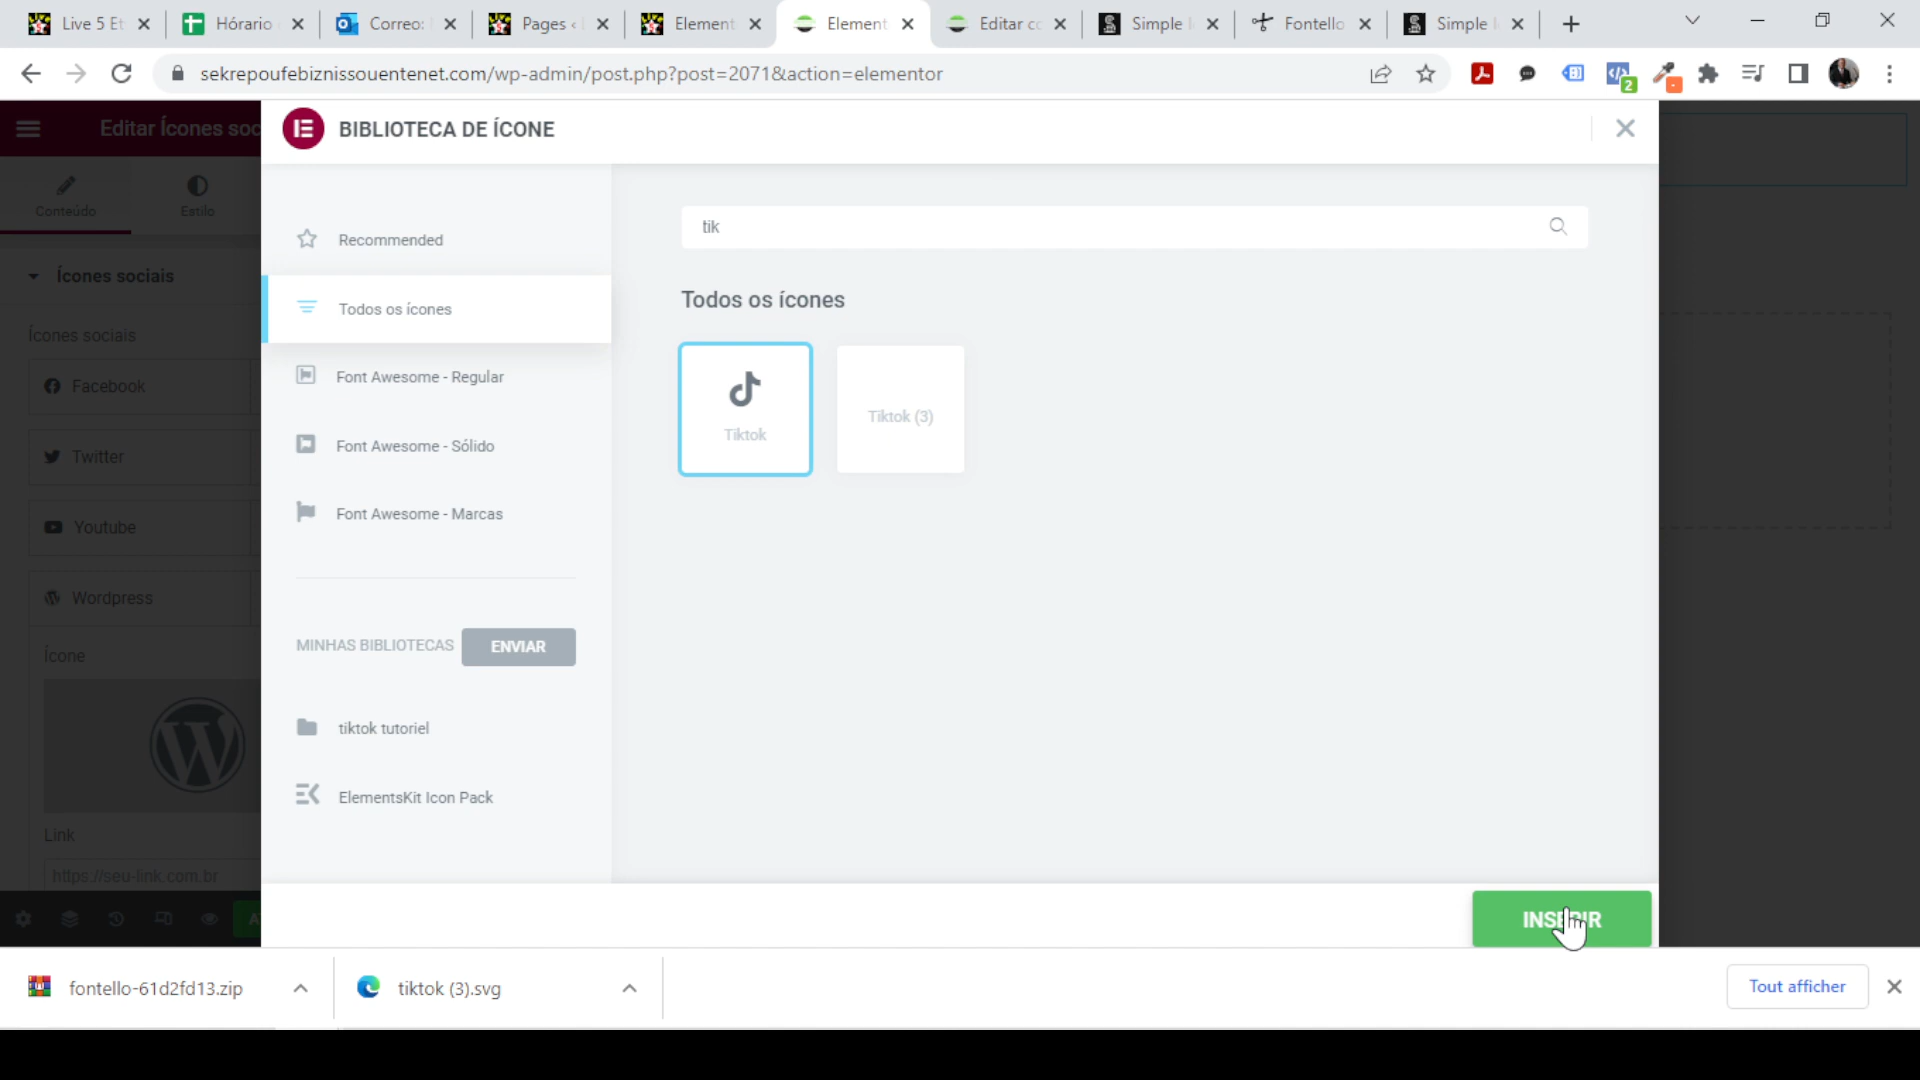 Live 5 Et
Hórario
Correo:
Pages ‹
Element
Element
Editar co
Simple
Fontello
Simple
sekrepoufebiznissouentenet.com/wp-admin/post.php?post=2071&action=elementor
2
Editar Ícones soc
BIBLIOTECA DE ÍCONE
Conteúdo
Estilo
tik
Recommended
Ícones sociais
Todos os ícones
Todos os ícones
Ícones sociais
Facebook
Font Awesome - Regular
Tiktok
Tiktok (3)
Twitter
Font Awesome - Sólido
Youtube
Font Awesome - Marcas
Wordpress
MINHAS BIBLIOTECAS
ENVIAR
Ícone
tiktok tutoriel
ElementsKit Icon Pack
Link
https://seu-link.com.br
fontello-61d2fd13.zip
tiktok (3).svg
Tout afficher